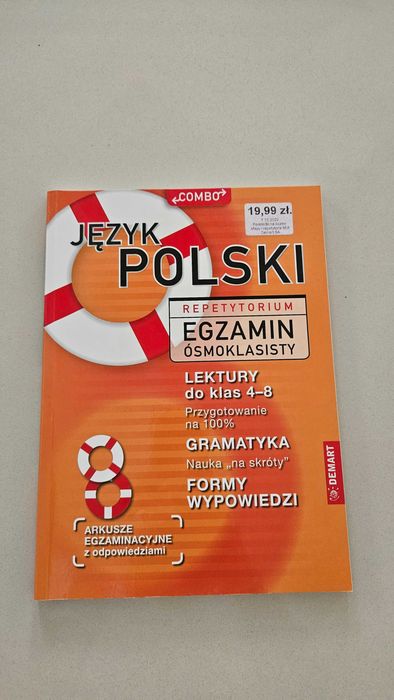 COMBO
19,99 zł.
JĘZYK
POLSKI
REPETYTORIUM
EGZAMIN
ÓSMOKLASISTY
LEKTURY
do klas 4–8
Przygotowanie
na 100%
GRAMATYKA
Nauka „na skróty”
FORMY
WYPOWIEDZI
DEMART
8
ARKUSZE
EGZAMINACYJNE
z odpowiedziami